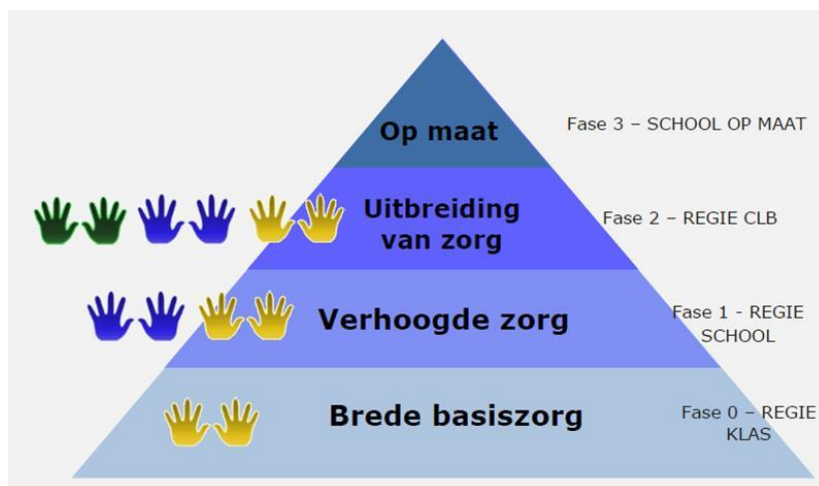 Op maat
Fase 3 – SCHOOL OP MAAT
Uitbreiding
van zorg
Fase 2 – REGIE CLB
Verhoogde zorg
Fase 1 - REGIE
SCHOOL
Brede basiszorg
Fase 0 – REGIE
KLAS